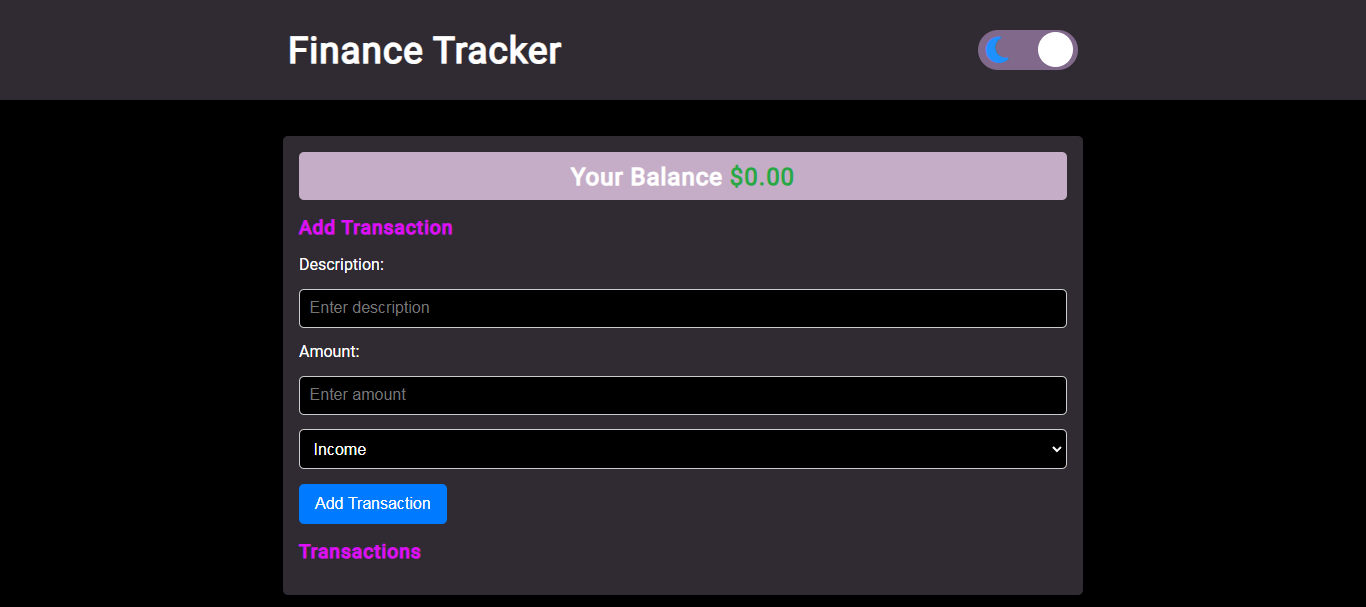 Finance Tracker
Your Balance $0.00
Add Transaction
Description:
Enter description
Amount:
Enter amount
Income
Add Transaction
Transactions